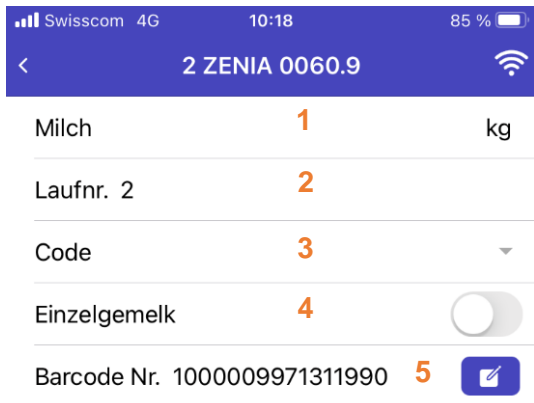 Swisscom 4G 10:18 85 %
2 ZENIA 0060.9
Milch 1 kg
Laufnr. 2 2
Code 3
Einzelgemelk 4
Barcode Nr. 1000009971311990 5